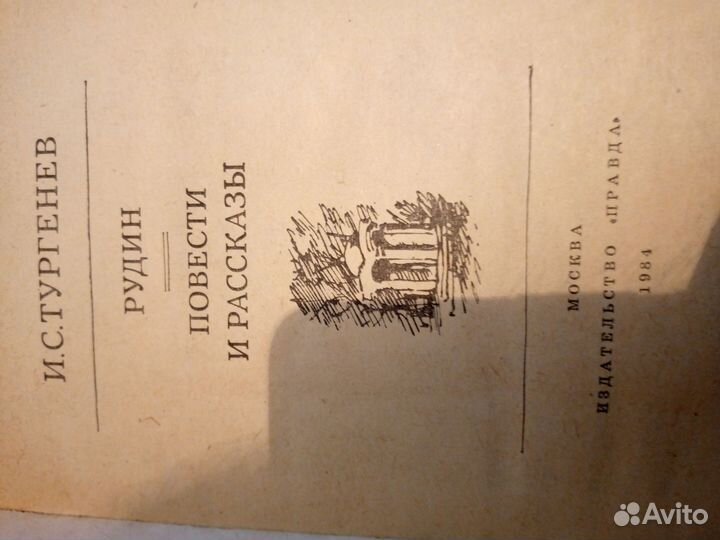 И.С.ТУРГЕНЕВ
РУДИН
ПОВЕСТИ
И РАССКАЗЫ
МОСКВА
ИЗДАТЕЛЬСТВО «ПРАВДА»
1984
Avito